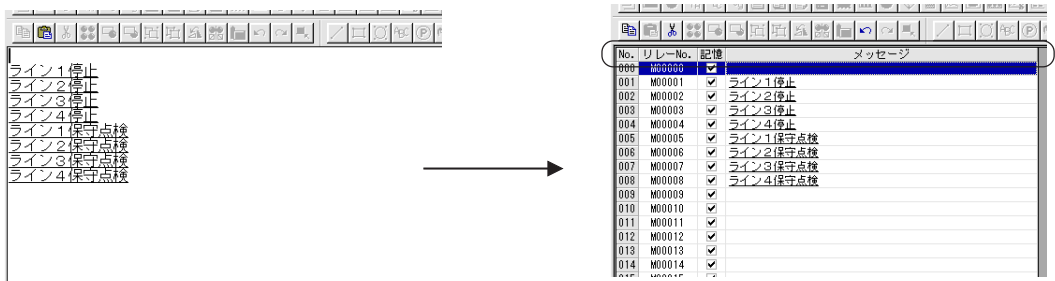 ライン１停止
ライン２停止
ライン３停止
ライン４停止
ライン１保守点検
ライン２保守点検
ライン３保守点検
ライン４保守点検
No. リレーNo. 記憶 メッセージ
000 M00000
001 M00001 ライン１停止
002 M00002 ライン２停止
003 M00003 ライン３停止
004 M00004 ライン４停止
005 M00005 ライン１保守点検
006 M00006 ライン２保守点検
007 M00007 ライン３保守点検
008 M00008 ライン４保守点検
009 M00009
010 M00010
011 M00011
012 M00012
013 M00013
014 M00014